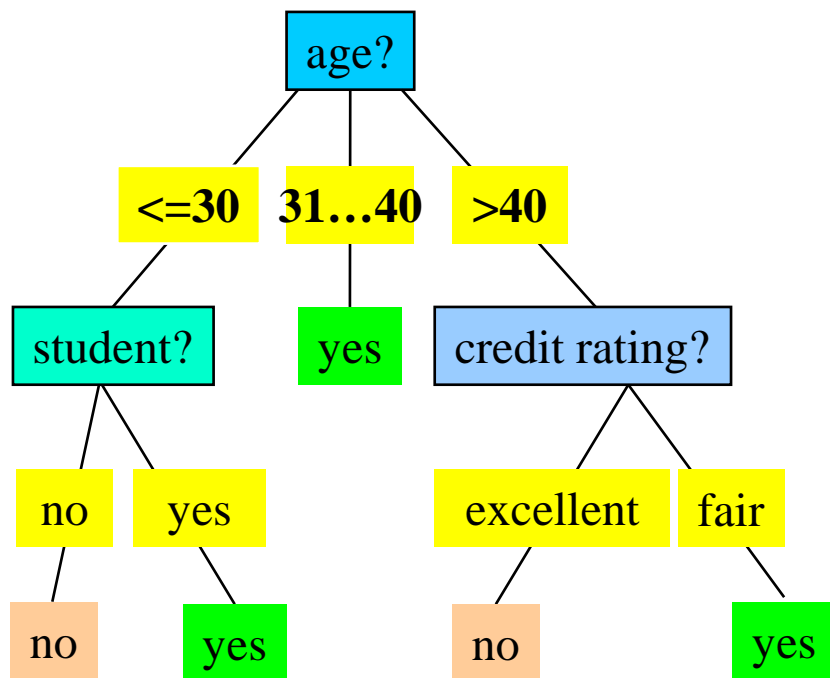 age?
<=30 31…40 >40
student? yes credit rating?
no yes excellent fair
no yes no yes